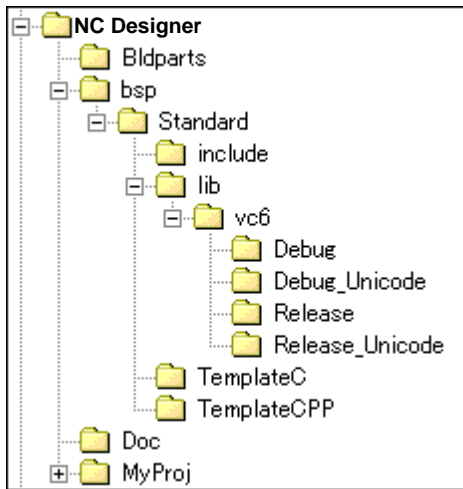 NC Designer
Bldparts
bsp
Standard
include
lib
vc6
Debug
Debug_Unicode
Release
Release_Unicode
TemplateC
TemplateCPP
Doc
MyProj